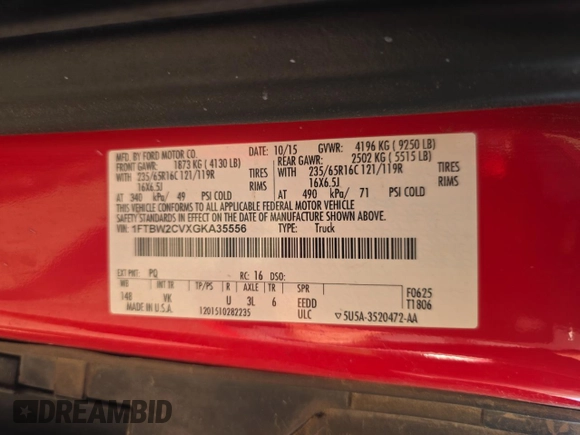 MFD. BY FORD MOTOR CO. DATE: 10/15 GVWR: 4196 KG ( 9250 LB)
FRONT GAWR: 1873 KG ( 4130 LB) REAR GAWR: 2502 KG ( 5515 LB)
WITH 235/65R16C 121/119R TIRES WITH 235/65R16C 121/119R TIRES
16X6.5J RIMS 16X6.5J RIMS
AT 340 kPa/ 49 PSI COLD AT 490 kPa/ 71 PSI COLD
THIS VEHICLE CONFORMS TO ALL APPLICABLE FEDERAL MOTOR VEHICLE
SAFETY AND THEFT PREVENTION STANDARDS IN EFFECT ON THE DATE OF MANUFACTURE SHOWN ABOVE.
VIN: 1FTBW2CVXGKA35556 TYPE: Truck
EXT PNT: PQ RC: 16 DSO:
WB TP/PS R AXLE TR SPR F0625
148 VK U 3L 6 EEDD T1806
MADE IN U.S.A. 1201510282235 ULC 5U5A-3520472-AA
DREAMBID